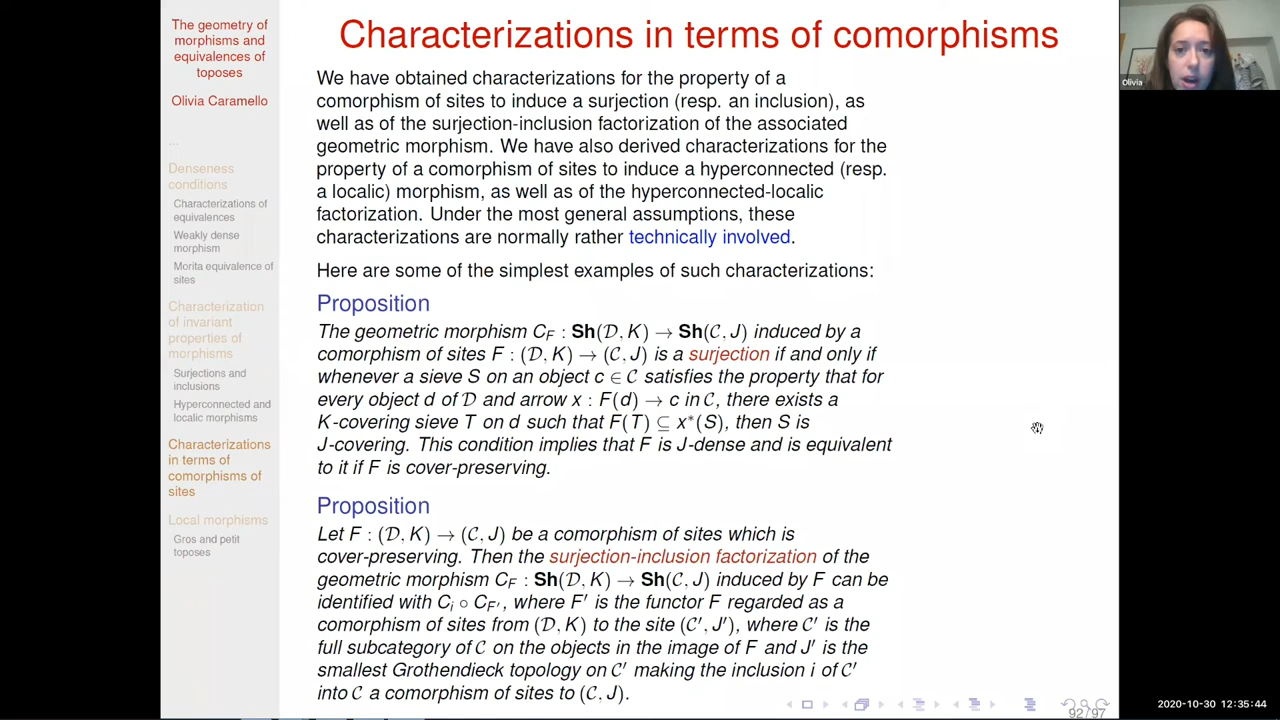 The geometry of
morphisms and
equivalences of
toposes
Olivia Caramello
...
Denseness
conditions
Characterizations of
equivalences
Weakly dense
morphism
Morita equivalence of
sites
Characterization
of invariant
properties of
morphisms
Surjections and
inclusions
Hyperconnected and
localic morphisms
Characterizations
in terms of
comorphisms of
sites
Local morphisms
Gros and petit
toposes
Characterizations in terms of comorphisms
We have obtained characterizations for the property of a
comorphism of sites to induce a surjection (resp. an inclusion), as
well as of the surjection-inclusion factorization of the associated
geometric morphism. We have also derived characterizations for the
property of a comorphism of sites to induce a hyperconnected (resp.
a localic) morphism, as well as of the hyperconnected-localic
factorization. Under the most general assumptions, these
characterizations are normally rather technically involved.
Here are some of the simplest examples of such characterizations:
Proposition
The geometric morphism C_F : Sh(𝒟, K) → Sh(𝒞, J) induced by a
comorphism of sites F : (𝒟, K) → (𝒞, J) is a surjection if and only if
whenever a sieve S on an object c ∈ 𝒞 satisfies the property that for
every object d of 𝒟 and arrow x : F(d) → c in 𝒞, there exists a
K-covering sieve T on d such that F(T) ⊆ x*(S), then S is
J-covering. This condition implies that F is J-dense and is equivalent
to it if F is cover-preserving.
Proposition
Let F : (𝒟, K) → (𝒞, J) be a comorphism of sites which is
cover-preserving. Then the surjection-inclusion factorization of the
geometric morphism C_F : Sh(𝒟, K) → Sh(𝒞, J) induced by F can be
identified with C_i ∘ C_F′, where F′ is the functor F regarded as a
comorphism of sites from (𝒟, K) to the site (𝒞′, J′), where 𝒞′ is the
full subcategory of 𝒞 on the objects in the image of F and J′ is the
smallest Grothendieck topology on 𝒞′ making the inclusion i of 𝒞′
into 𝒞 a comorphism of sites to (𝒞, J).
92/97
Olivia
2020-10-30 12:35:44